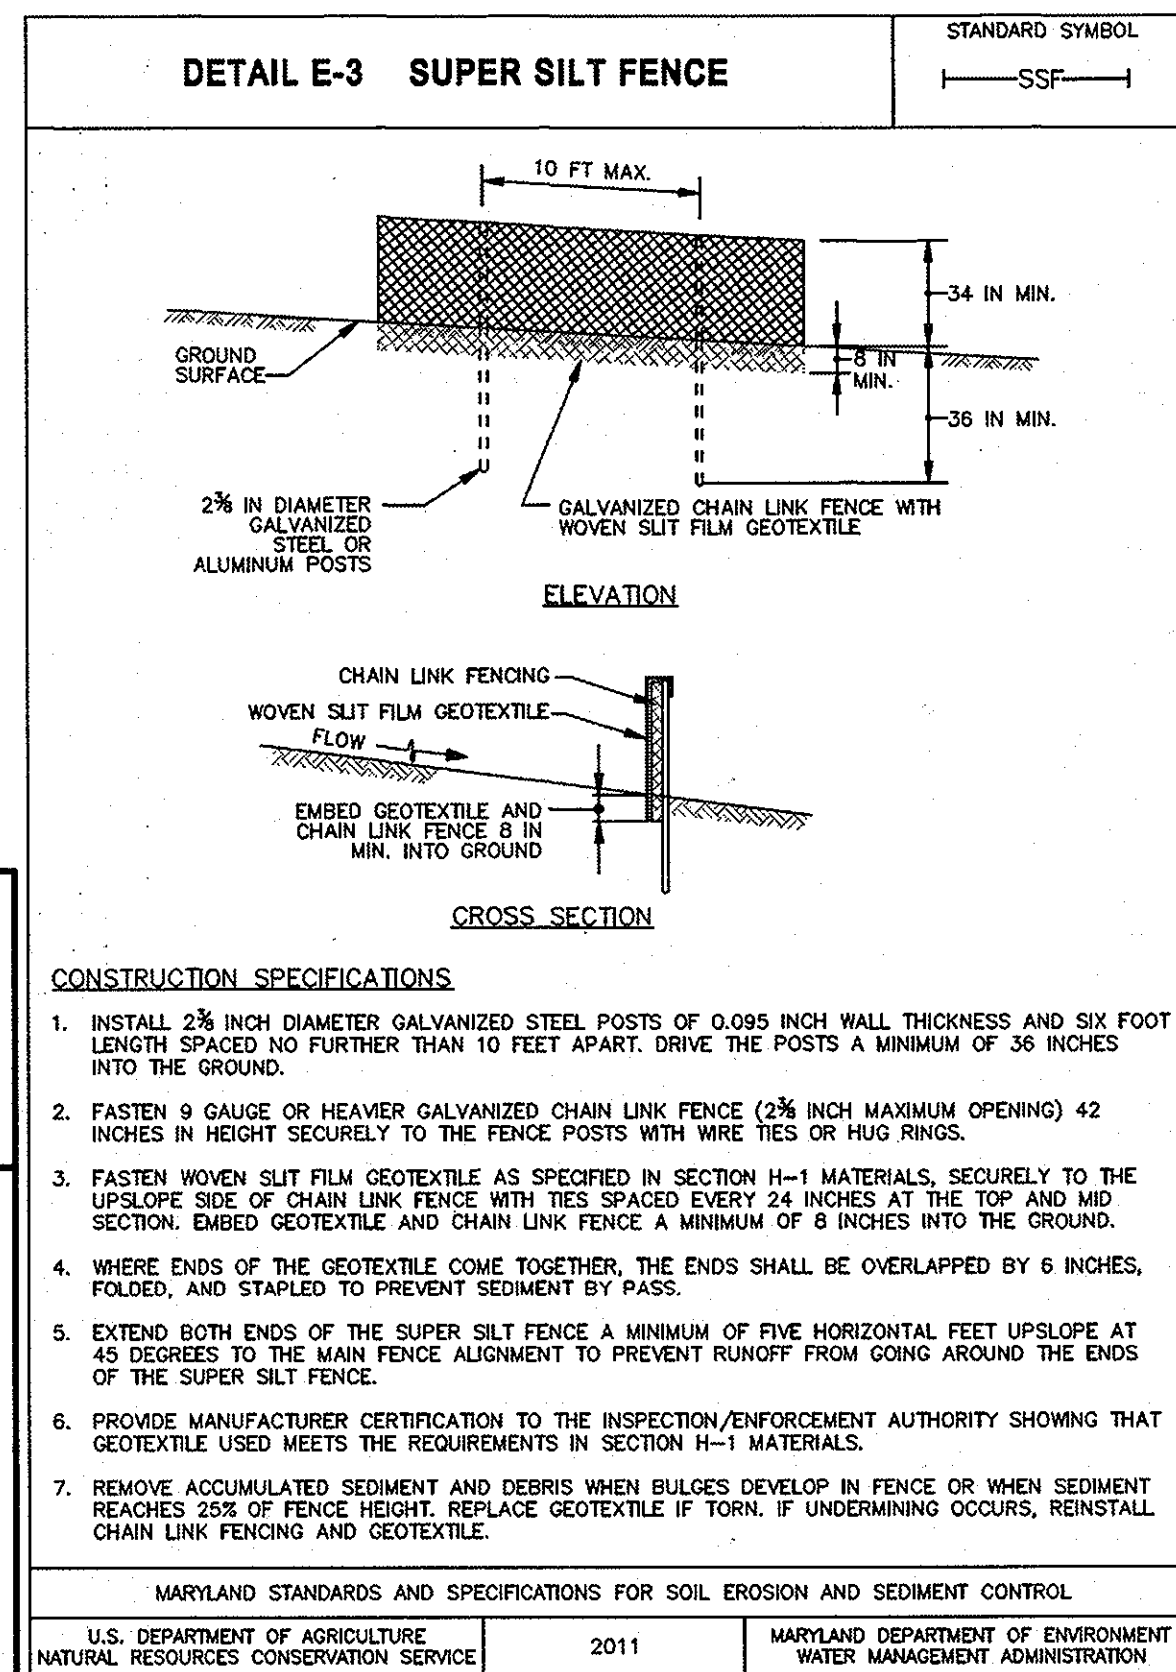 DETAIL E-3 SUPER SILT FENCE
STANDARD SYMBOL
SSF
10 FT MAX.
34 IN MIN.
GROUND
SURFACE
8 IN
MIN.
36 IN MIN.
2⅜ IN DIAMETER
GALVANIZED
STEEL OR
ALUMINUM POSTS
GALVANIZED CHAIN LINK FENCE WITH
WOVEN SLIT FILM GEOTEXTILE
ELEVATION
CHAIN LINK FENCING
WOVEN SLIT FILM GEOTEXTILE
FLOW
EMBED GEOTEXTILE AND
CHAIN LINK FENCE 8 IN
MIN. INTO GROUND
CROSS SECTION
CONSTRUCTION SPECIFICATIONS
1. INSTALL 2⅜ INCH DIAMETER GALVANIZED STEEL POSTS OF 0.095 INCH WALL THICKNESS AND SIX FOOT
LENGTH SPACED NO FURTHER THAN 10 FEET APART. DRIVE THE POSTS A MINIMUM OF 36 INCHES
INTO THE GROUND.
2. FASTEN 9 GAUGE OR HEAVIER GALVANIZED CHAIN LINK FENCE (2⅜ INCH MAXIMUM OPENING) 42
INCHES IN HEIGHT SECURELY TO THE FENCE POSTS WITH WIRE TIES OR HUG RINGS.
3. FASTEN WOVEN SLIT FILM GEOTEXTILE AS SPECIFIED IN SECTION H-1 MATERIALS, SECURELY TO THE
UPSLOPE SIDE OF CHAIN LINK FENCE WITH TIES SPACED EVERY 24 INCHES AT THE TOP AND MID
SECTION. EMBED GEOTEXTILE AND CHAIN LINK FENCE A MINIMUM OF 8 INCHES INTO THE GROUND.
4. WHERE ENDS OF THE GEOTEXTILE COME TOGETHER, THE ENDS SHALL BE OVERLAPPED BY 6 INCHES,
FOLDED, AND STAPLED TO PREVENT SEDIMENT BY PASS.
5. EXTEND BOTH ENDS OF THE SUPER SILT FENCE A MINIMUM OF FIVE HORIZONTAL FEET UPSLOPE AT
45 DEGREES TO THE MAIN FENCE ALIGNMENT TO PREVENT RUNOFF FROM GOING AROUND THE ENDS
OF THE SUPER SILT FENCE.
6. PROVIDE MANUFACTURER CERTIFICATION TO THE INSPECTION/ENFORCEMENT AUTHORITY SHOWING THAT
GEOTEXTILE USED MEETS THE REQUIREMENTS IN SECTION H-1 MATERIALS.
7. REMOVE ACCUMULATED SEDIMENT AND DEBRIS WHEN BULGES DEVELOP IN FENCE OR WHEN SEDIMENT
REACHES 25% OF FENCE HEIGHT. REPLACE GEOTEXTILE IF TORN. IF UNDERMINING OCCURS, REINSTALL
CHAIN LINK FENCING AND GEOTEXTILE.
MARYLAND STANDARDS AND SPECIFICATIONS FOR SOIL EROSION AND SEDIMENT CONTROL
U.S. DEPARTMENT OF AGRICULTURE
NATURAL RESOURCES CONSERVATION SERVICE
2011
MARYLAND DEPARTMENT OF ENVIRONMENT
WATER MANAGEMENT ADMINISTRATION